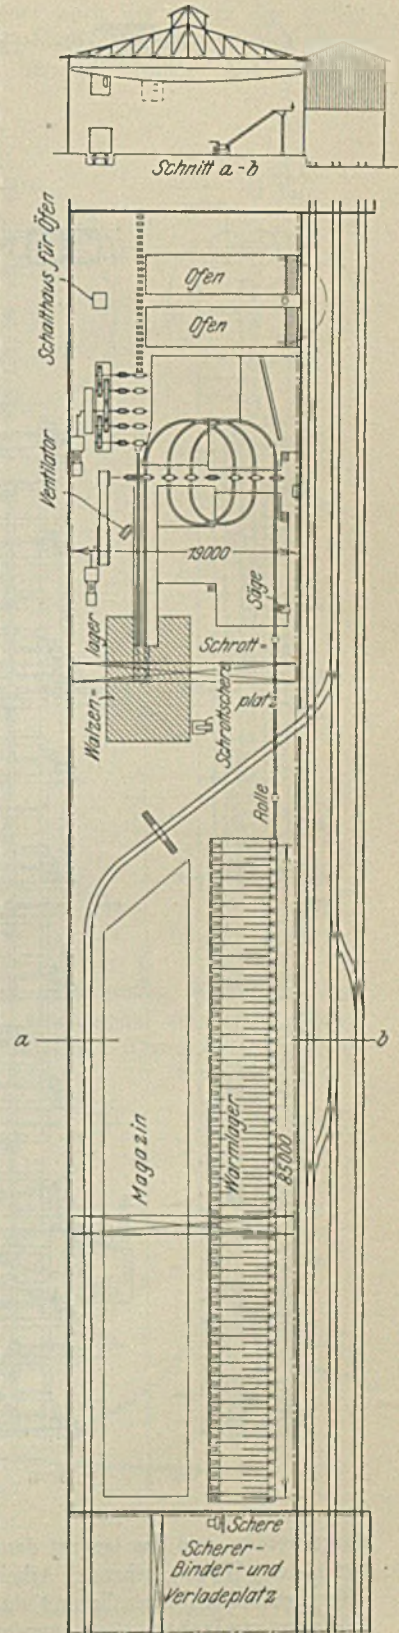 Schnitt a-b
Schalthaus für Öfen
Ofen
Ofen
Ventilator
19000
Säge
Walzen-
lager
Schrott-
platz
Schrottschere
Rolle
a
b
Magazin
Warmlager
85000
Schere
Scherer-
Binder- und
Verladeplatz